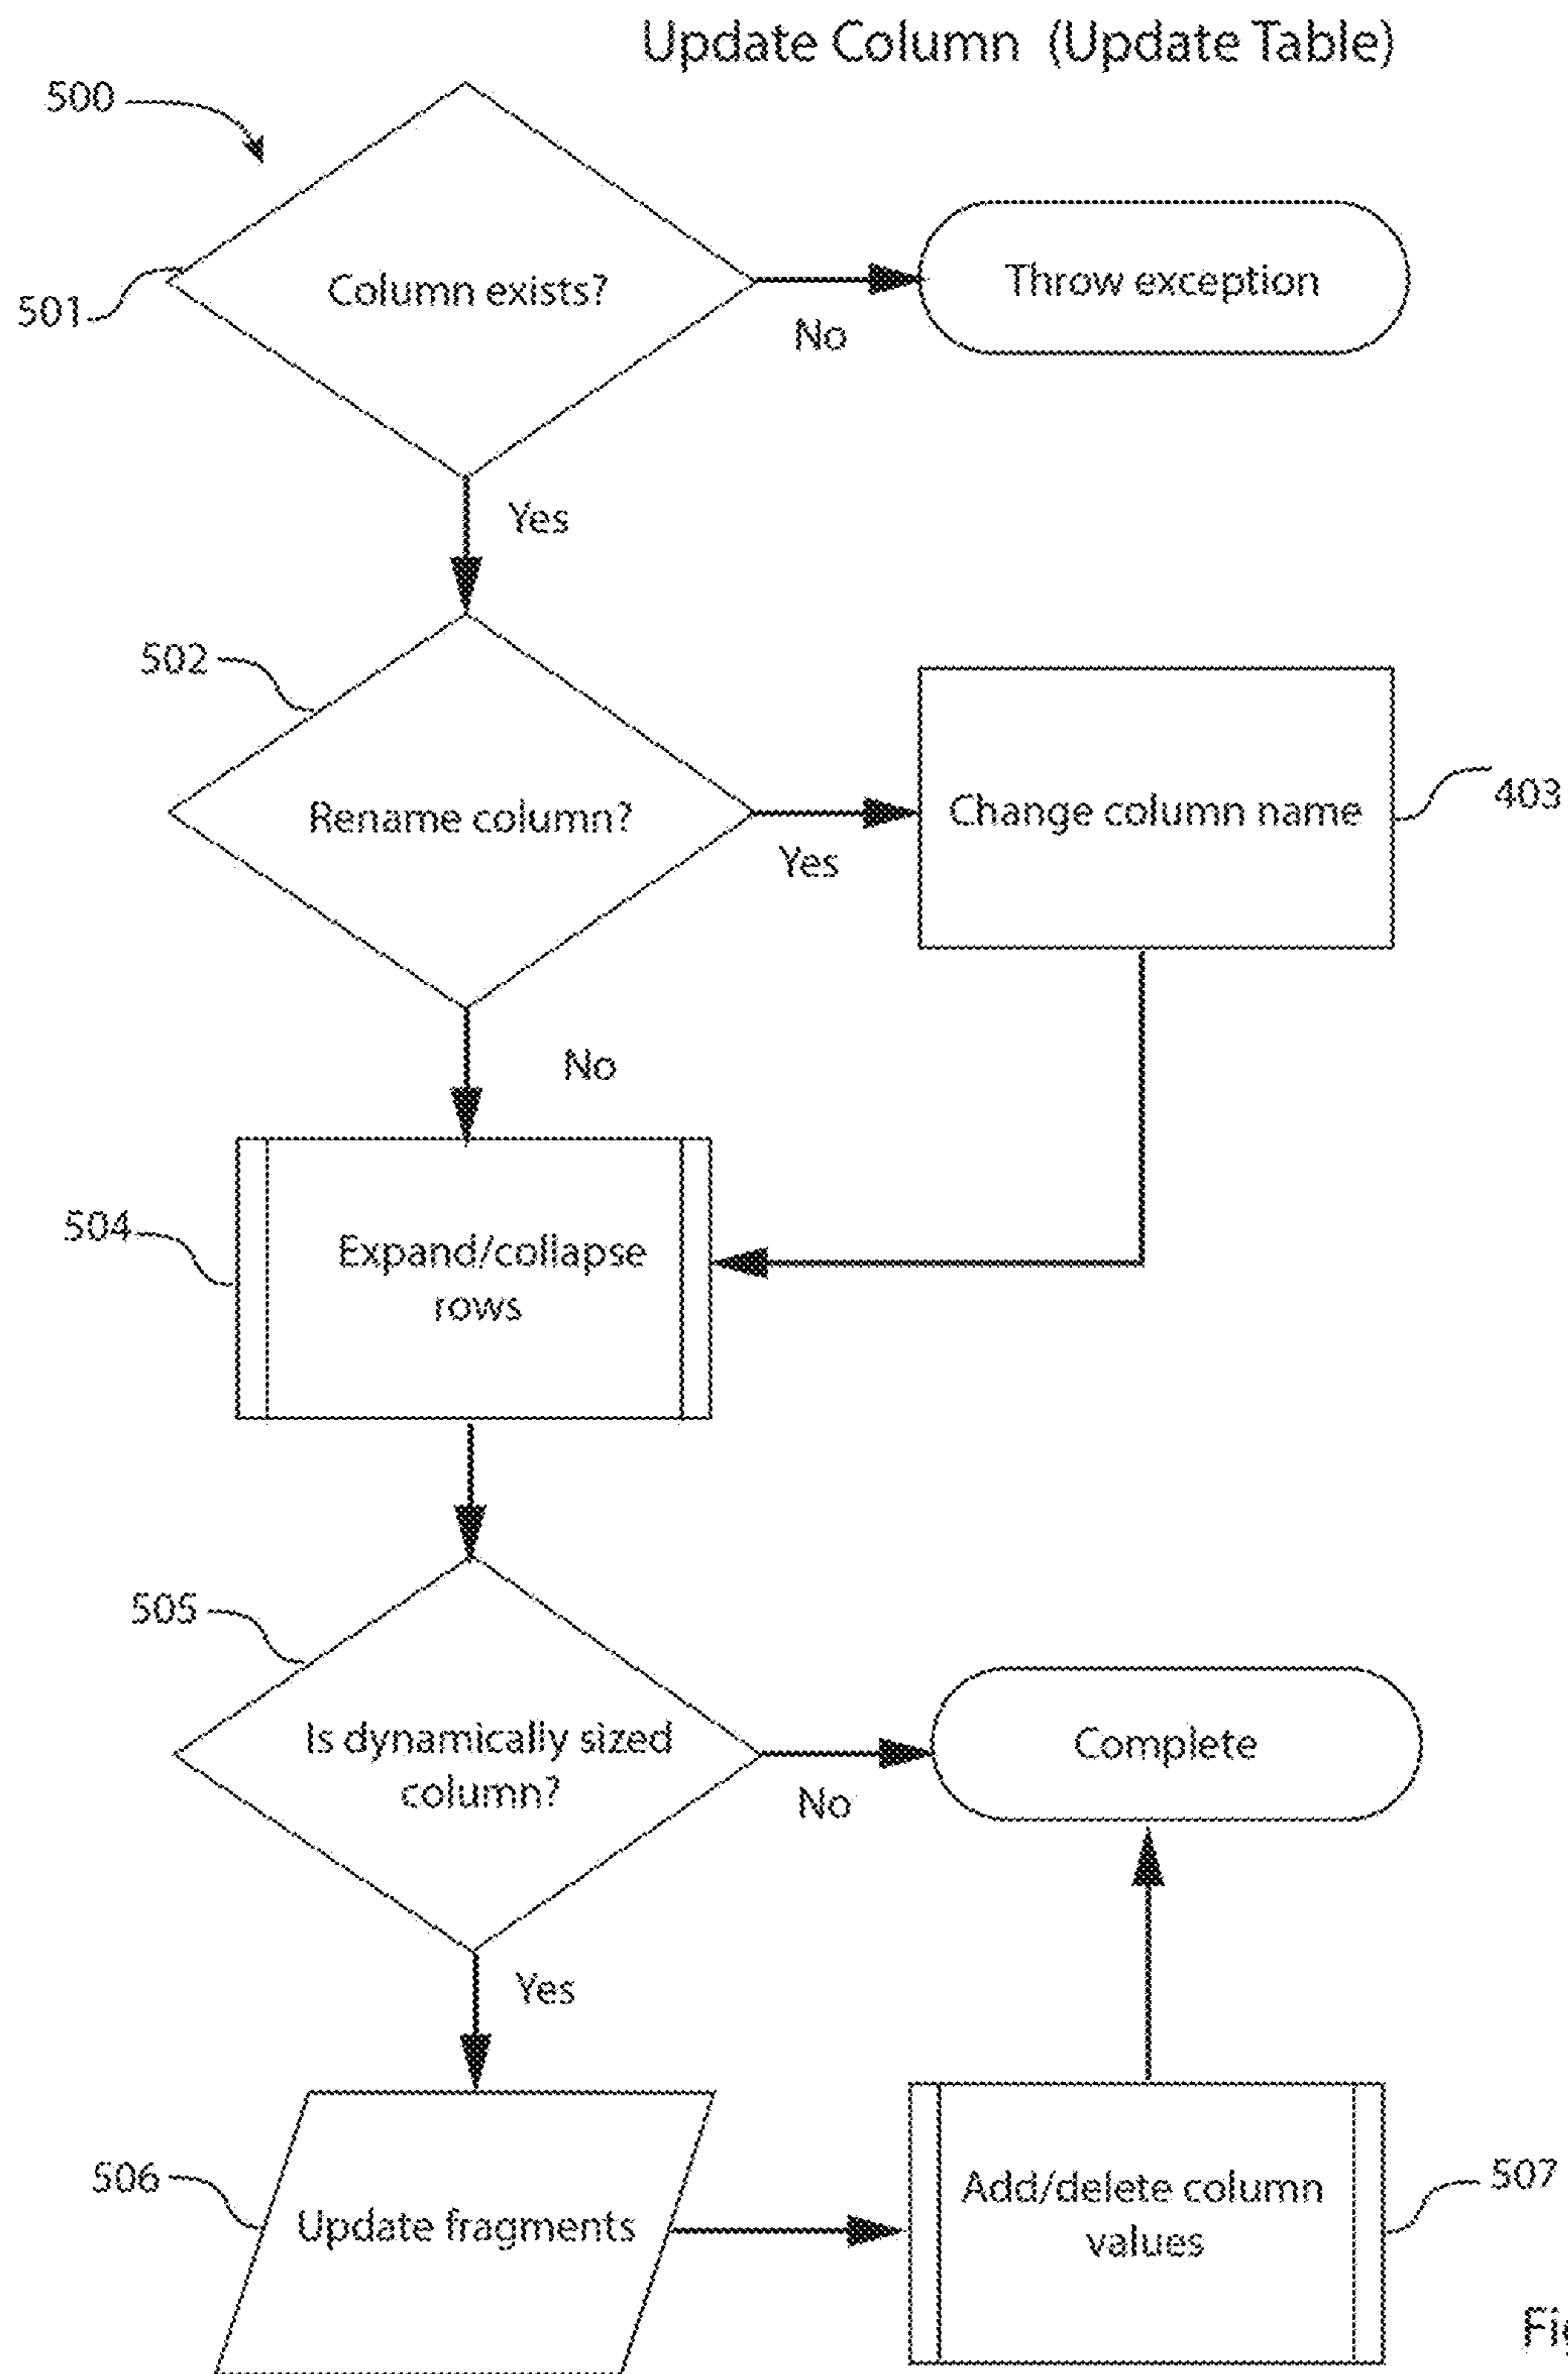 Update Column (Update Table)
500
501
Column exists?
No
Throw exception
Yes
502
Rename column?
Yes
Change column name
403
No
504
Expand/collapse
rows
505
Is dynamically sized
column?
No
Complete
Yes
506
Update fragments
Add/delete column
values
507